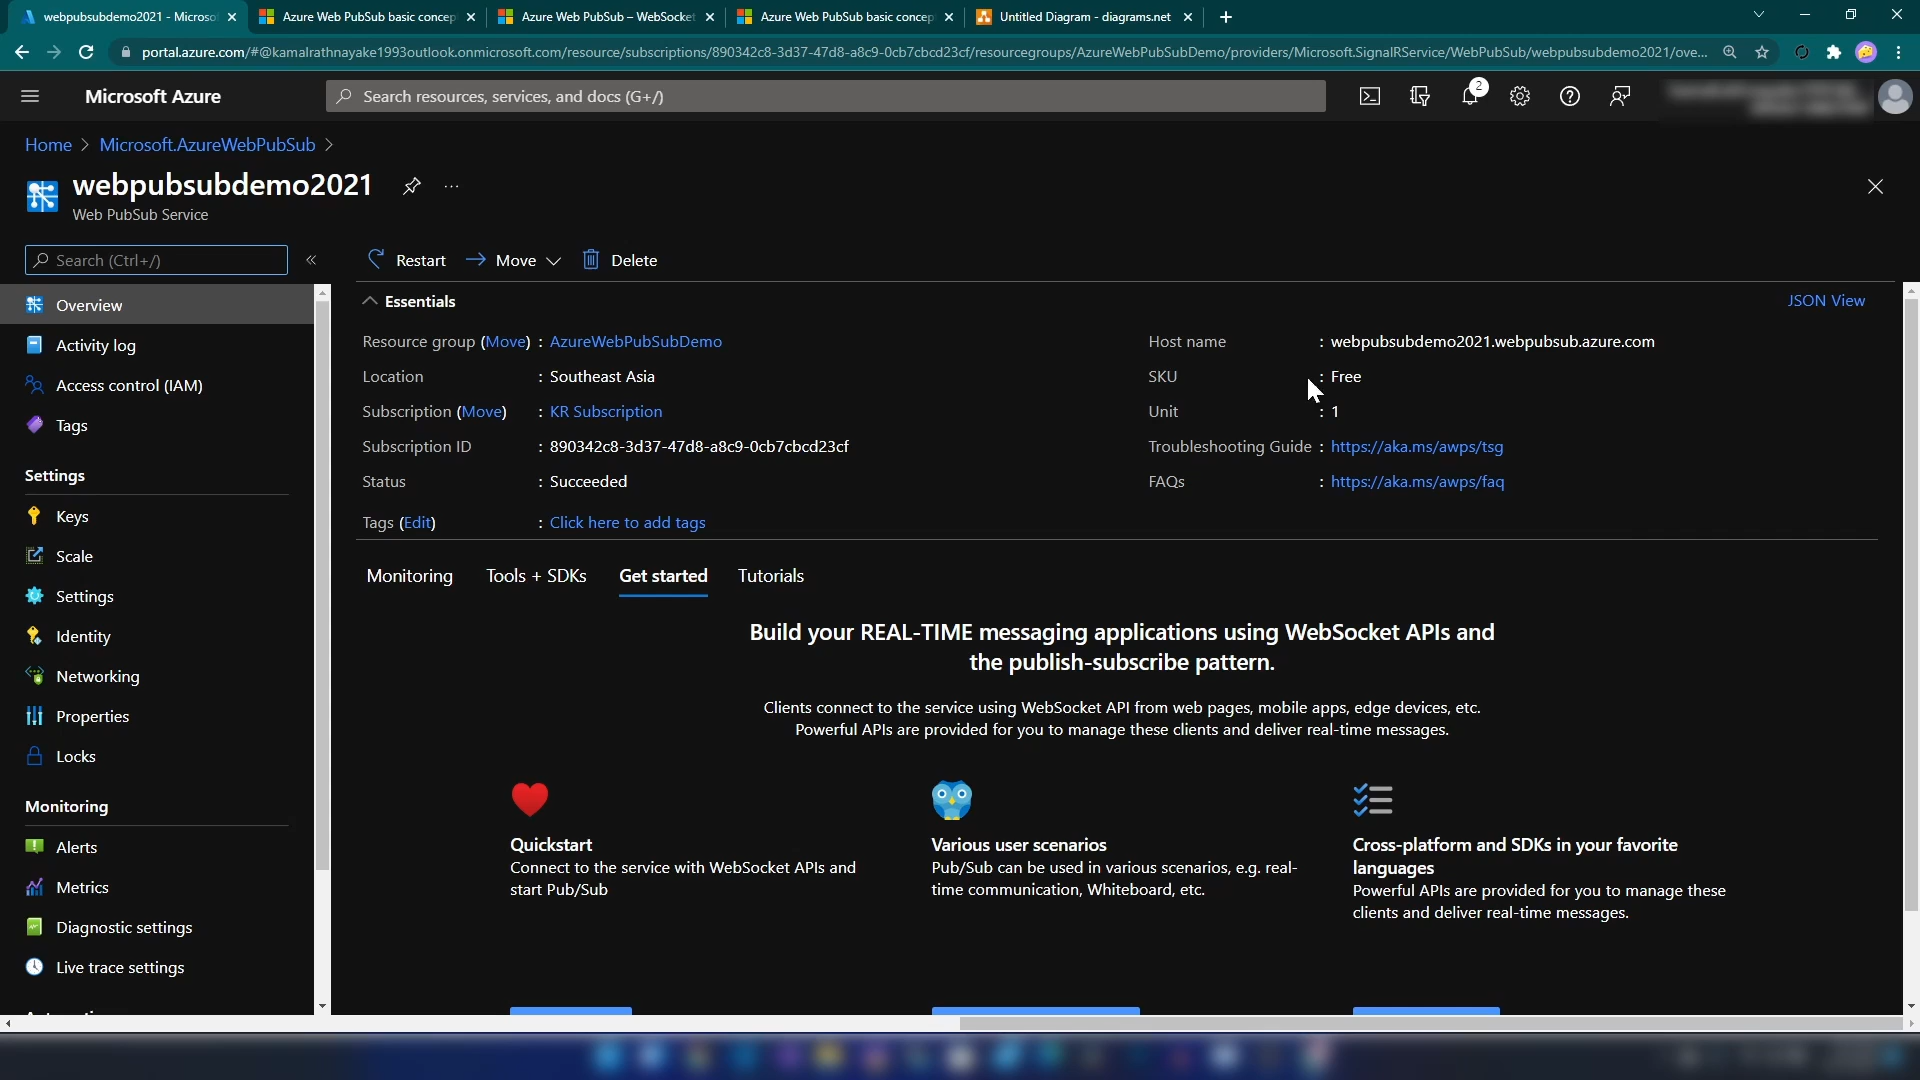 webpubsubdemo2021 - Microso
Azure Web PubSub basic concep
Azure Web PubSub – WebSocket
Azure Web PubSub basic concep
Untitled Diagram - diagrams.net
portal.azure.com/#@kamalrathnayake1993outlook.onmicrosoft.com/resource/subscriptions/890342c8-3d37-47d8-a8c9-0cb7cbcd23cf/resourcegroups/AzureWebPubSubDemo/providers/Microsoft.SignalRService/WebPubSub/webpubsubdemo2021/ove...
Microsoft Azure
Search resources, services, and docs (G+/)
2
Home > Microsoft.AzureWebPubSub >
webpubsubdemo2021
Web PubSub Service
Search (Ctrl+/)
Restart
Move
Delete
Overview
Activity log
Access control (IAM)
Tags
Settings
Keys
Scale
Settings
Identity
Networking
Properties
Locks
Monitoring
Alerts
Metrics
Diagnostic settings
Live trace settings
Essentials
JSON View
Resource group (Move) : AzureWebPubSubDemo
Location : Southeast Asia
Subscription (Move) : KR Subscription
Subscription ID : 890342c8-3d37-47d8-a8c9-0cb7cbcd23cf
Status : Succeeded
Tags (Edit) : Click here to add tags
Host name : webpubsubdemo2021.webpubsub.azure.com
SKU : Free
Unit : 1
Troubleshooting Guide : https://aka.ms/awps/tsg
FAQs : https://aka.ms/awps/faq
Monitoring
Tools + SDKs
Get started
Tutorials
Build your REAL-TIME messaging applications using WebSocket APIs and
the publish-subscribe pattern.
Clients connect to the service using WebSocket API from web pages, mobile apps, edge devices, etc.
Powerful APIs are provided for you to manage these clients and deliver real-time messages.
Quickstart
Connect to the service with WebSocket APIs and
start Pub/Sub
Various user scenarios
Pub/Sub can be used in various scenarios, e.g. real-
time communication, Whiteboard, etc.
Cross-platform and SDKs in your favorite
languages
Powerful APIs are provided for you to manage these
clients and deliver real-time messages.